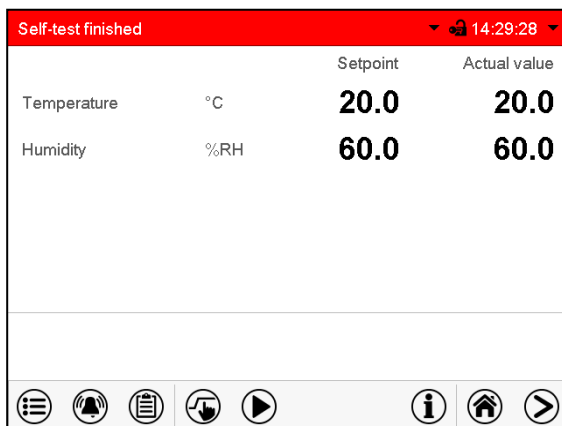 Self-test finished 14:29:28
Setpoint Actual value
Temperature °C 20.0 20.0
Humidity %RH 60.0 60.0